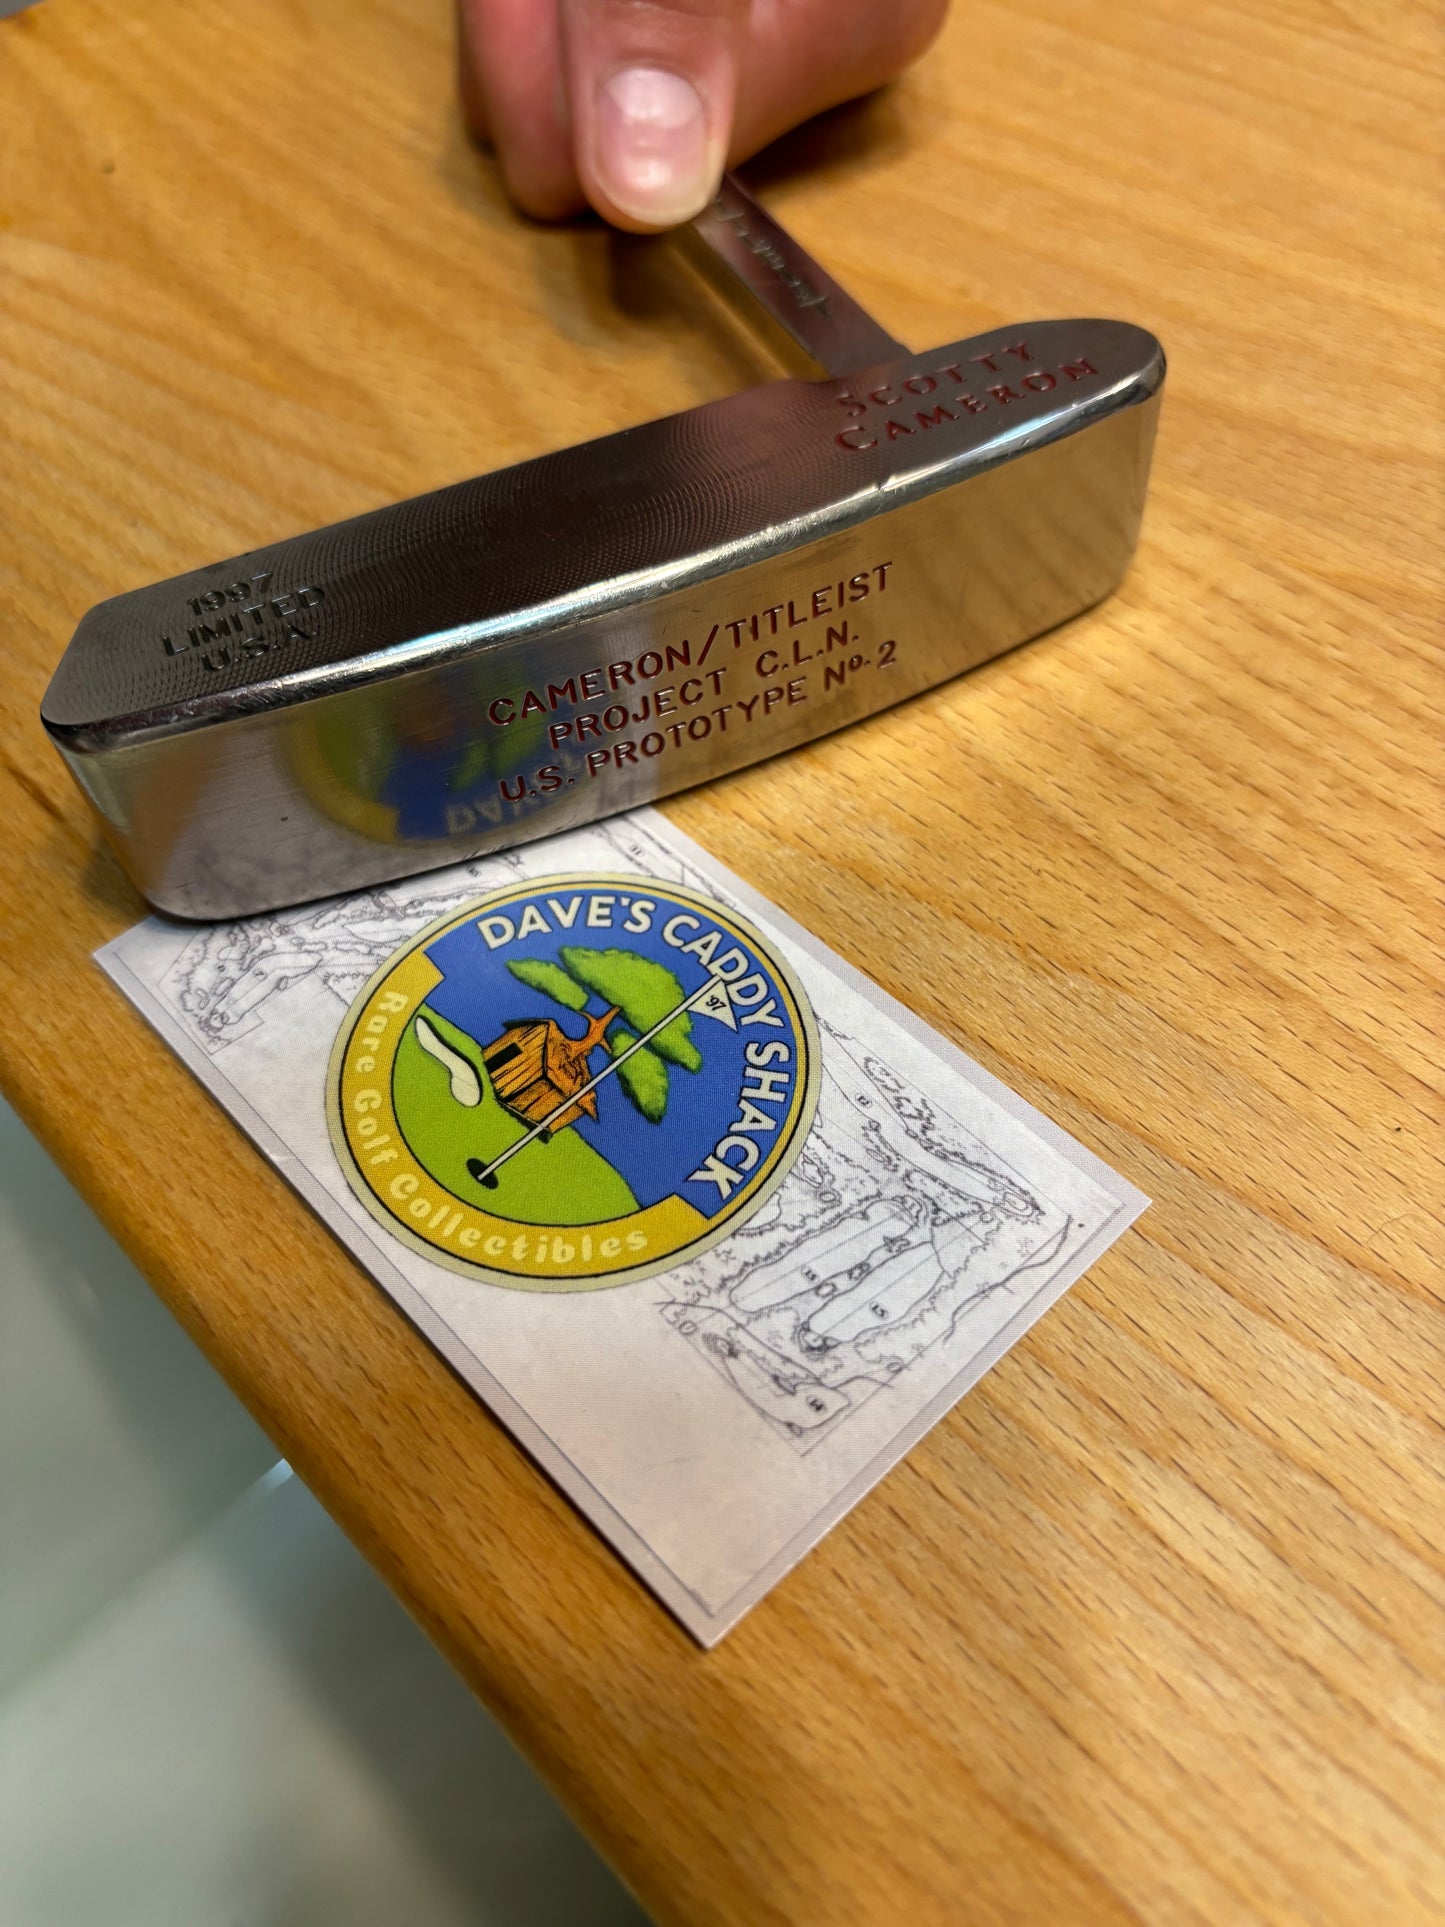 SCOTTY
CAMERON
1997
LIMITED
U.S.A
CAMERON/TITLEIST
PROJECT C.L.N.
U.S. PROTOTYPE No. 2
DAVE'S CADDY SHACK
'97
Rare Golf Collectibles